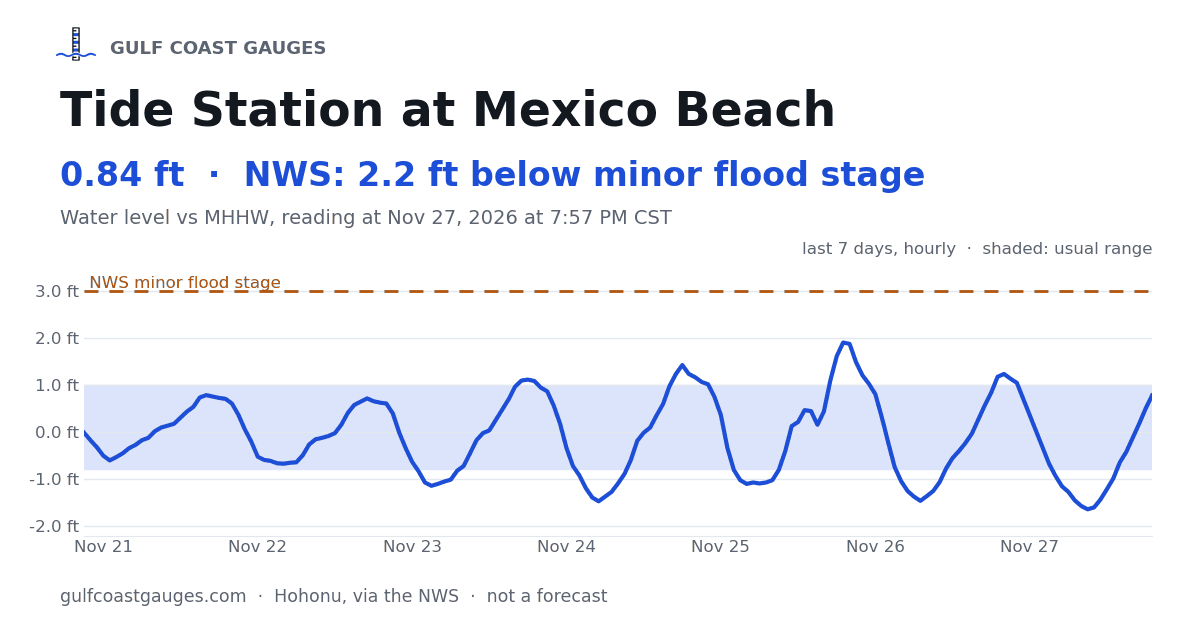 GULF COAST GAUGES
Tide Station at Mexico Beach
0.84 ft · NWS: 2.2 ft below minor flood stage
Water level vs MHHW, reading at Nov 27, 2026 at 7:57 PM CST
last 7 days, hourly · shaded: usual range
NWS minor flood stage
3.0 ft
2.0 ft
1.0 ft
0.0 ft
-1.0 ft
-2.0 ft
Nov 21 Nov 22 Nov 23 Nov 24 Nov 25 Nov 26 Nov 27
gulfcoastgauges.com · Hohonu, via the NWS · not a forecast